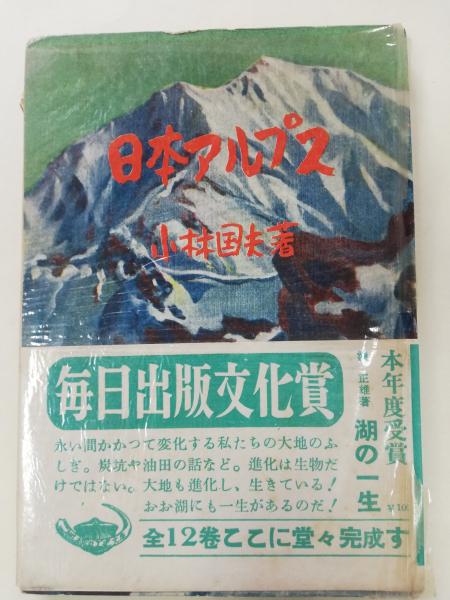 日本アルプス
小林国夫著
毎日出版文化賞
永い間かかつて変化する私たちの大地のふ
しぎ。炭坑や油田の話など。進化は生物だ
けではない。大地も進化し、生きている!
おお湖にも一生があるのだ!
全12巻ここに堂々完成す
本年度受賞
正雄著 湖の一生